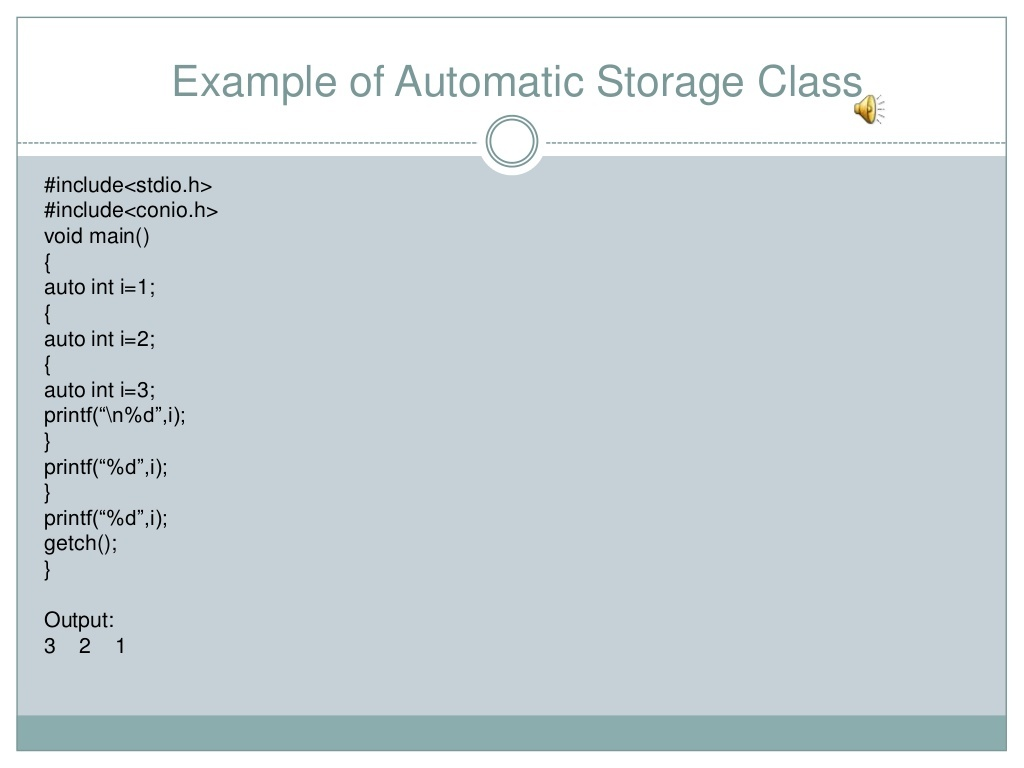 Example of Automatic Storage Class
#include<stdio.h>
#include<conio.h>
void main()
{
auto int i=1;
{
auto int i=2;
{
auto int i=3;
printf(“\n%d”,i);
}
printf(“%d”,i);
}
printf(“%d”,i);
getch();
}
Output:
3    2    1